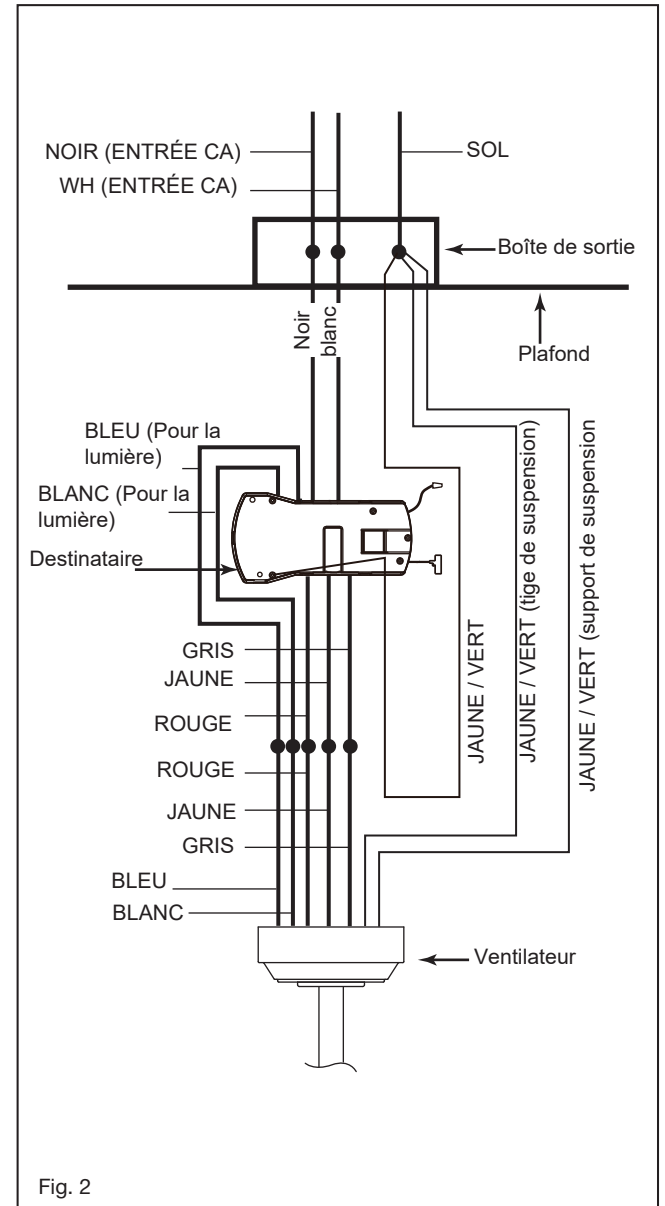 NOIR (ENTRÉE CA)
SOL
WH (ENTRÉE CA)
Boîte de sortie
Plafond
Noir
blanc
BLEU (Pour la
lumière)
BLANC (Pour la
lumière)
Destinataire
JAUNE / VERT
JAUNE / VERT (tige de suspension)
JAUNE / VERT (support de suspension
GRIS
JAUNE
ROUGE
ROUGE
JAUNE
GRIS
BLEU
BLANC
Ventilateur
Fig. 2